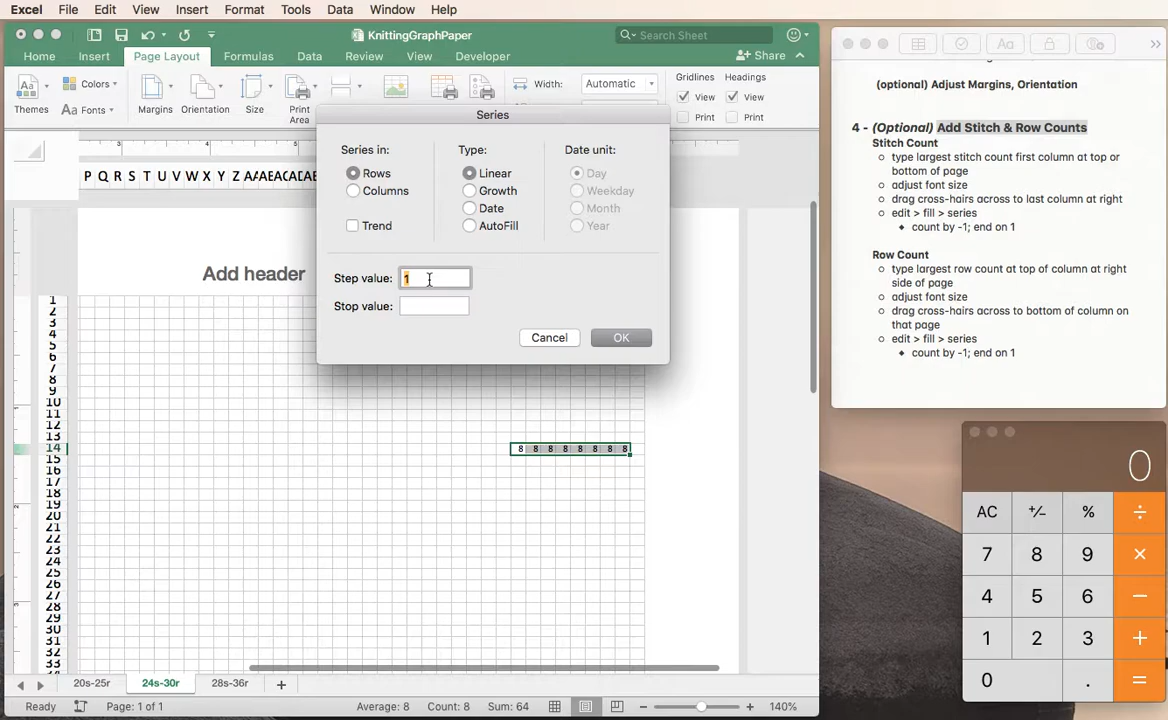 Excel File Edit View Insert Format Tools Data Window Help
KnittingGraphPaper
Search Sheet
Home Insert Page Layout Formulas Data Review View Developer
Share
Themes
Colors
Aa Fonts
Margins
Orientation
Size
Print
Area
Width: Automatic
Gridlines
View
Print
Headings
View
Print
P Q R S T U V W X Y Z
Series
Series in:
Rows
Columns
Trend
Type:
Linear
Growth
Date
AutoFill
Date unit:
Day
Weekday
Month
Year
Step value: 1
Stop value:
Cancel OK
Add header
1
2
3
4
5
6
7
8
9
10
11
12
13
14
15
16
17
18
19
20
21
22
23
24
25
26
27
28
29
30
31
32
33
8 8 8 8 8 8 8 8
20s-25r 24s-30r 28s-36r +
Ready Page: 1 of 1 Average: 8 Count: 8 Sum: 64 140%
(optional) Adjust Margins, Orientation
4 - (Optional) Add Stitch & Row Counts
Stitch Count
type largest stitch count first column at top or
bottom of page
adjust font size
drag cross-hairs across to last column at right
edit > fill > series
count by -1; end on 1
Row Count
type largest row count at top of column at right
side of page
adjust font size
drag cross-hairs across to bottom of column on
that page
edit > fill > series
count by -1; end on 1
0
AC +/- % ÷
7 8 9 ×
4 5 6 −
1 2 3 +
0 . =